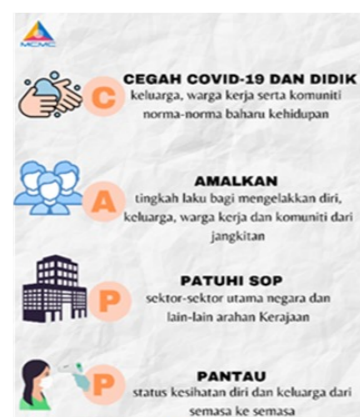 MCMC
C
CEGAH COVID-19 DAN DIDIK
keluarga, warga kerja serta komuniti
norma-norma baharu kehidupan
A
AMALKAN
tingkah laku bagi mengelakkan diri,
keluarga, warga kerja dan komuniti dari
jangkitan
P
PATUHI SOP
sektor-sektor utama negara dan
lain-lain arahan Kerajaan
P
PANTAU
status kesihatan diri dan keluarga dari
semasa ke semasa